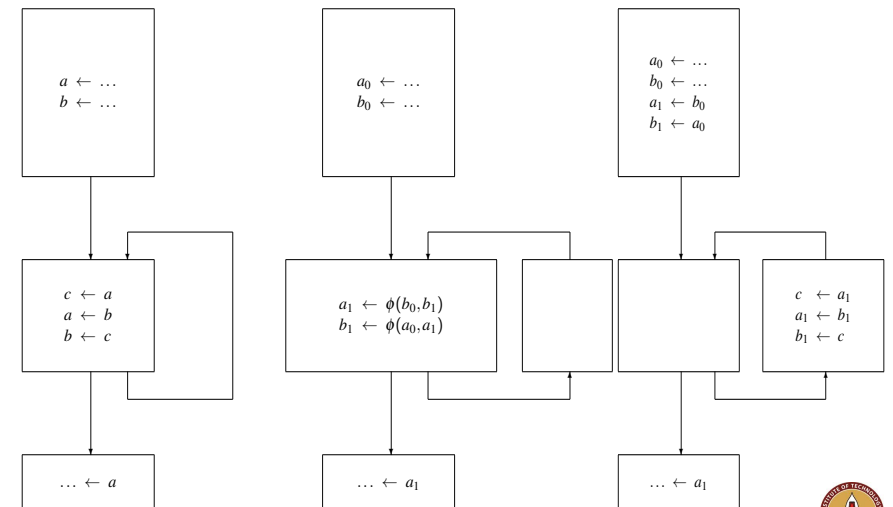 a ← ...
b ← ...
a₀ ← ...
b₀ ← ...
a₀ ← ...
b₀ ← ...
a₁ ← b₀
b₁ ← a₀
c ← a
a ← b
b ← c
a₁ ← ϕ(b₀,b₁)
b₁ ← ϕ(a₀,a₁)
c ← a₁
a₁ ← b₁
b₁ ← c
... ← a
... ← a₁
... ← a₁